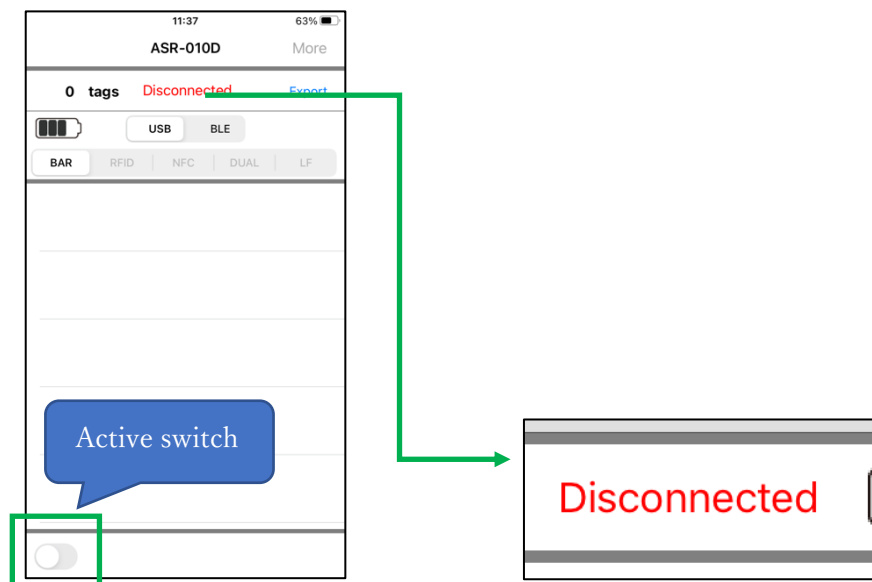 11:37 63%
ASR-010D More
0 tags Disconnected Export
USB BLE
BAR RFID NFC DUAL LF
Active switch
Disconnected